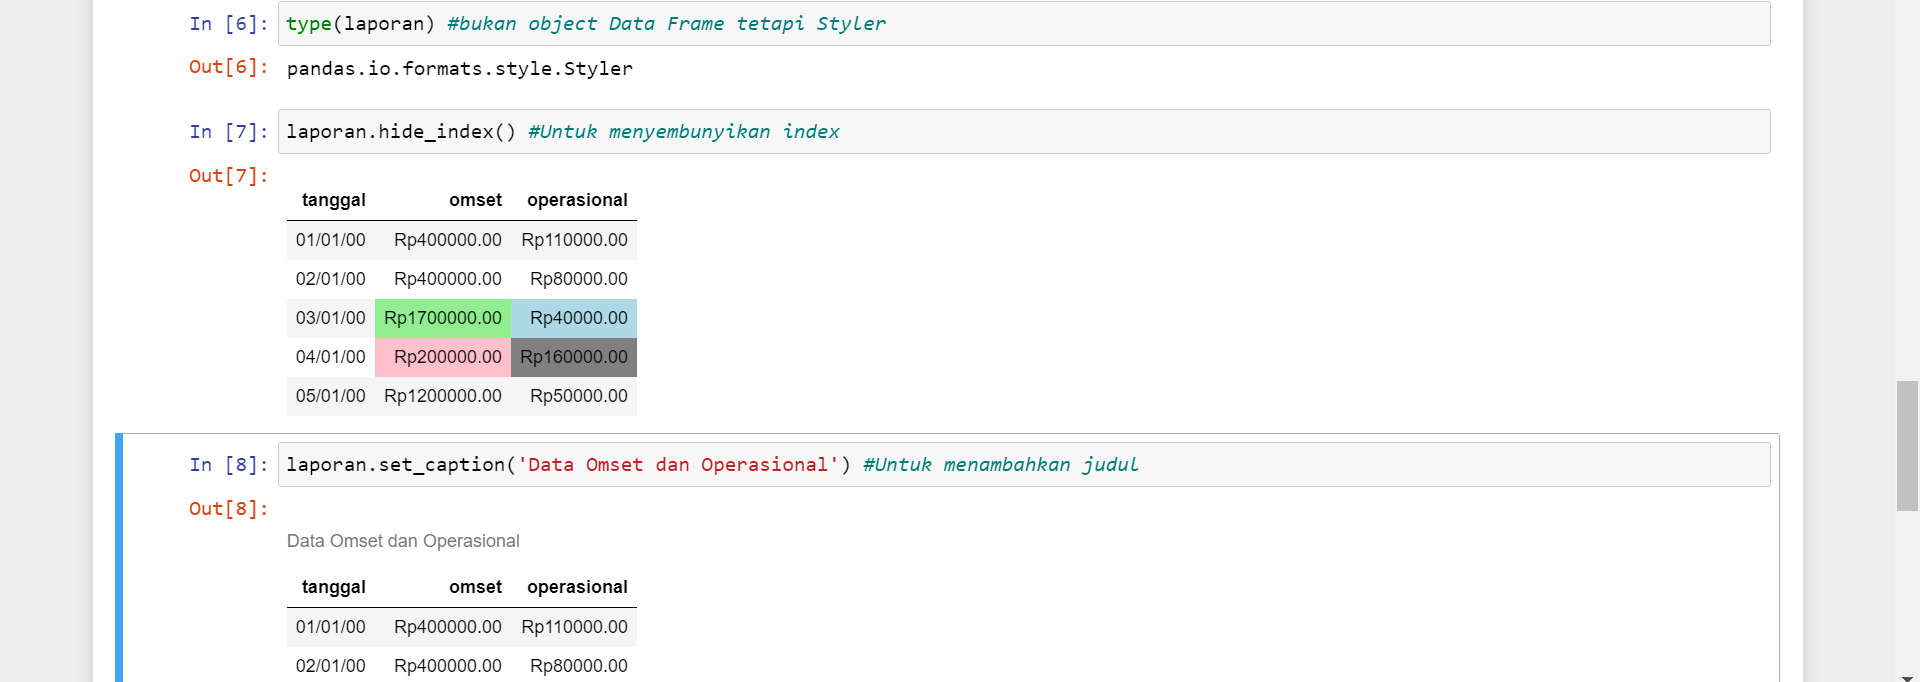 In [6]: type(laporan) #bukan object Data Frame tetapi Styler
Out[6]: pandas.io.formats.style.Styler
In [7]: laporan.hide_index() #Untuk menyembunyikan index
Out[7]:
tanggal omset operasional
01/01/00 Rp400000.00 Rp110000.00
02/01/00 Rp400000.00 Rp80000.00
03/01/00 Rp1700000.00 Rp40000.00
04/01/00 Rp200000.00 Rp160000.00
05/01/00 Rp1200000.00 Rp50000.00
In [8]: laporan.set_caption('Data Omset dan Operasional') #Untuk menambahkan judul
Out[8]:
Data Omset dan Operasional
tanggal omset operasional
01/01/00 Rp400000.00 Rp110000.00
02/01/00 Rp400000.00 Rp80000.00